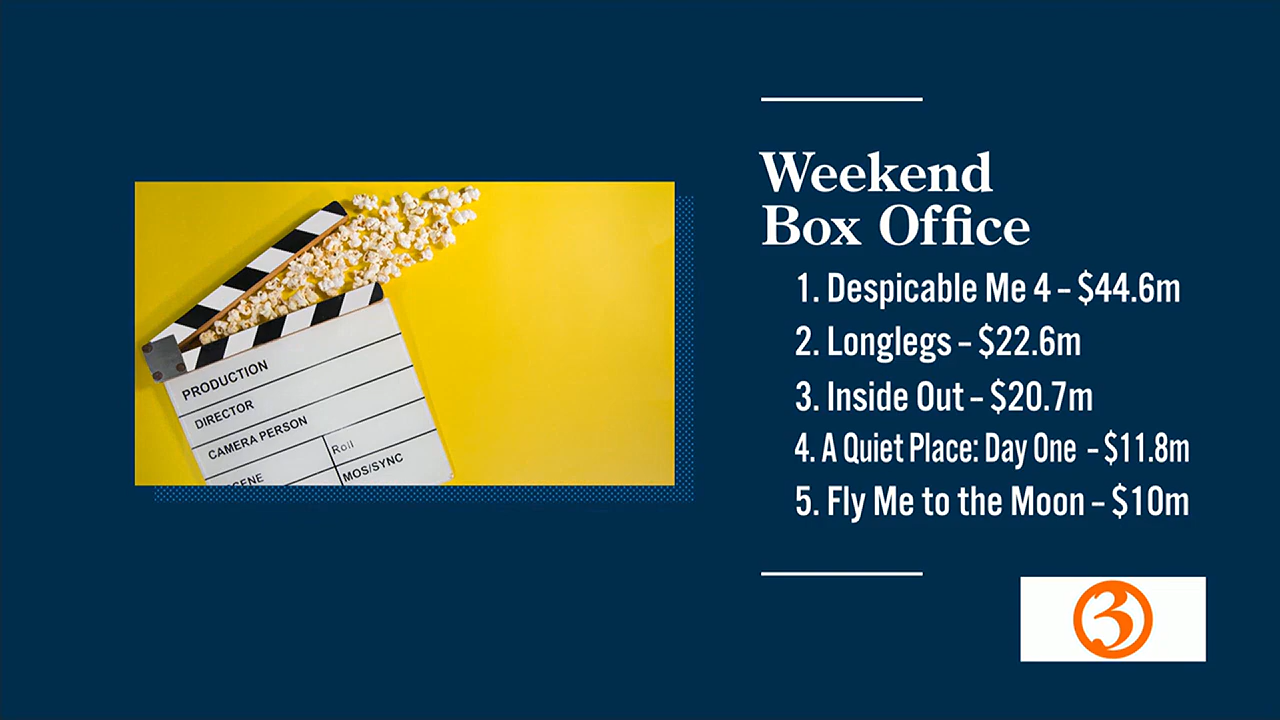 Weekend
Box Office
1. Despicable Me 4 – $44.6m
2. Longlegs – $22.6m
3. Inside Out – $20.7m
4. A Quiet Place: Day One – $11.8m
5. Fly Me to the Moon – $10m
PRODUCTION
DIRECTOR
CAMERA PERSON
Roll
CENE
MOS/SYNC
3